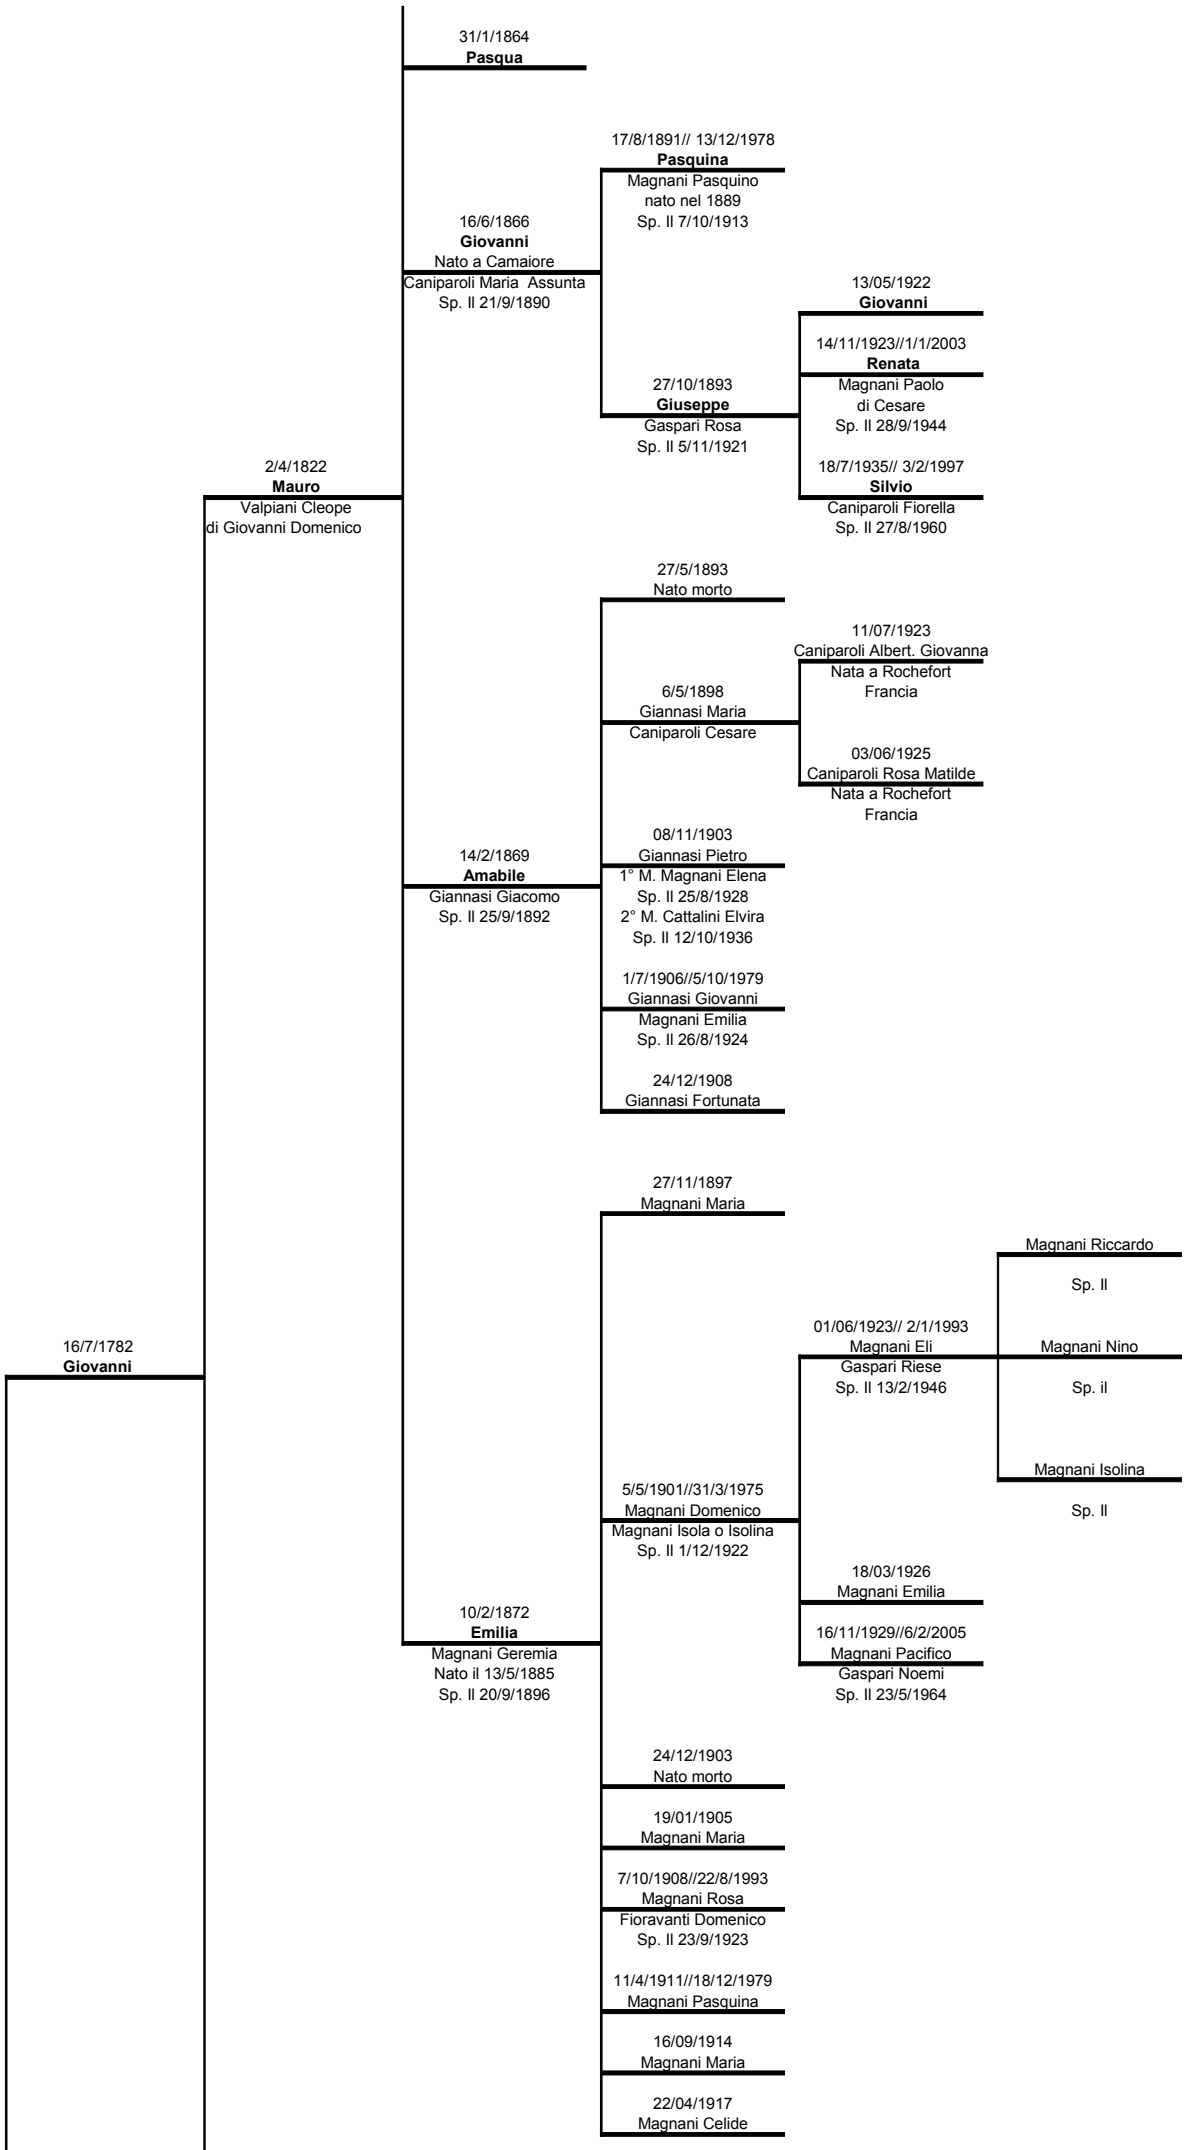 31/1/1864
Pasqua
17/8/1891// 13/12/1978
Pasquina
Magnani Pasquino
nato nel 1889
Sp. Il 7/10/1913
16/6/1866
Giovanni
Nato a Camaiore
Caniparoli Maria  Assunta
Sp. Il 21/9/1890
13/05/1922
Giovanni
14/11/1923//1/1/2003
Renata
Magnani Paolo
di Cesare
Sp. Il 28/9/1944
27/10/1893
Giuseppe
Gaspari Rosa
Sp. Il 5/11/1921
18/7/1935// 3/2/1997
Silvio
Caniparoli Fiorella
Sp. Il 27/8/1960
2/4/1822
Mauro
Valpiani Cleope
di Giovanni Domenico
27/5/1893
Nato morto
11/07/1923
Caniparoli Albert. Giovanna
Nata a Rochefort
Francia
6/5/1898
Giannasi Maria
Caniparoli Cesare
03/06/1925
Caniparoli Rosa Matilde
Nata a Rochefort
Francia
08/11/1903
Giannasi Pietro
1° M. Magnani Elena
Sp. Il 25/8/1928
2° M. Cattalini Elvira
Sp. Il 12/10/1936
14/2/1869
Amabile
Giannasi Giacomo
Sp. Il 25/9/1892
1/7/1906//5/10/1979
Giannasi Giovanni
Magnani Emilia
Sp. Il 26/8/1924
24/12/1908
Giannasi Fortunata
27/11/1897
Magnani Maria
Magnani Riccardo
Sp. Il
16/7/1782
Giovanni
01/06/1923// 2/1/1993
Magnani Eli
Gaspari Riese
Sp. Il 13/2/1946
Magnani Nino
Sp. il
Magnani Isolina
Sp. Il
5/5/1901//31/3/1975
Magnani Domenico
Magnani Isola o Isolina
Sp. Il 1/12/1922
18/03/1926
Magnani Emilia
10/2/1872
Emilia
Magnani Geremia
Nato il 13/5/1885
Sp. Il 20/9/1896
16/11/1929//6/2/2005
Magnani Pacifico
Gaspari Noemi
Sp. Il 23/5/1964
24/12/1903
Nato morto
19/01/1905
Magnani Maria
7/10/1908//22/8/1993
Magnani Rosa
Fioravanti Domenico
Sp. Il 23/9/1923
11/4/1911//18/12/1979
Magnani Pasquina
16/09/1914
Magnani Maria
22/04/1917
Magnani Celide